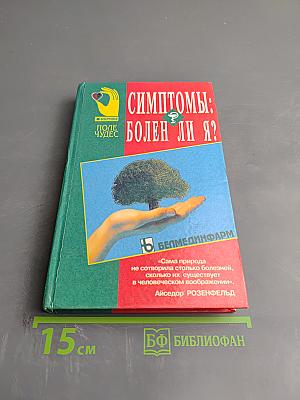 СИМПТОМЫ:
БОЛЕН ЛИ Я?
ПОЛЕ
ЧУДЕС
БЕЛМЕДИНФАРМ
«Сама природа
не сотворила столько болезней,
сколько их существует
в человеческом воображении».
Айседор РОЗЕНФЕЛЬД
15 см
БФ БИБЛИОФАН